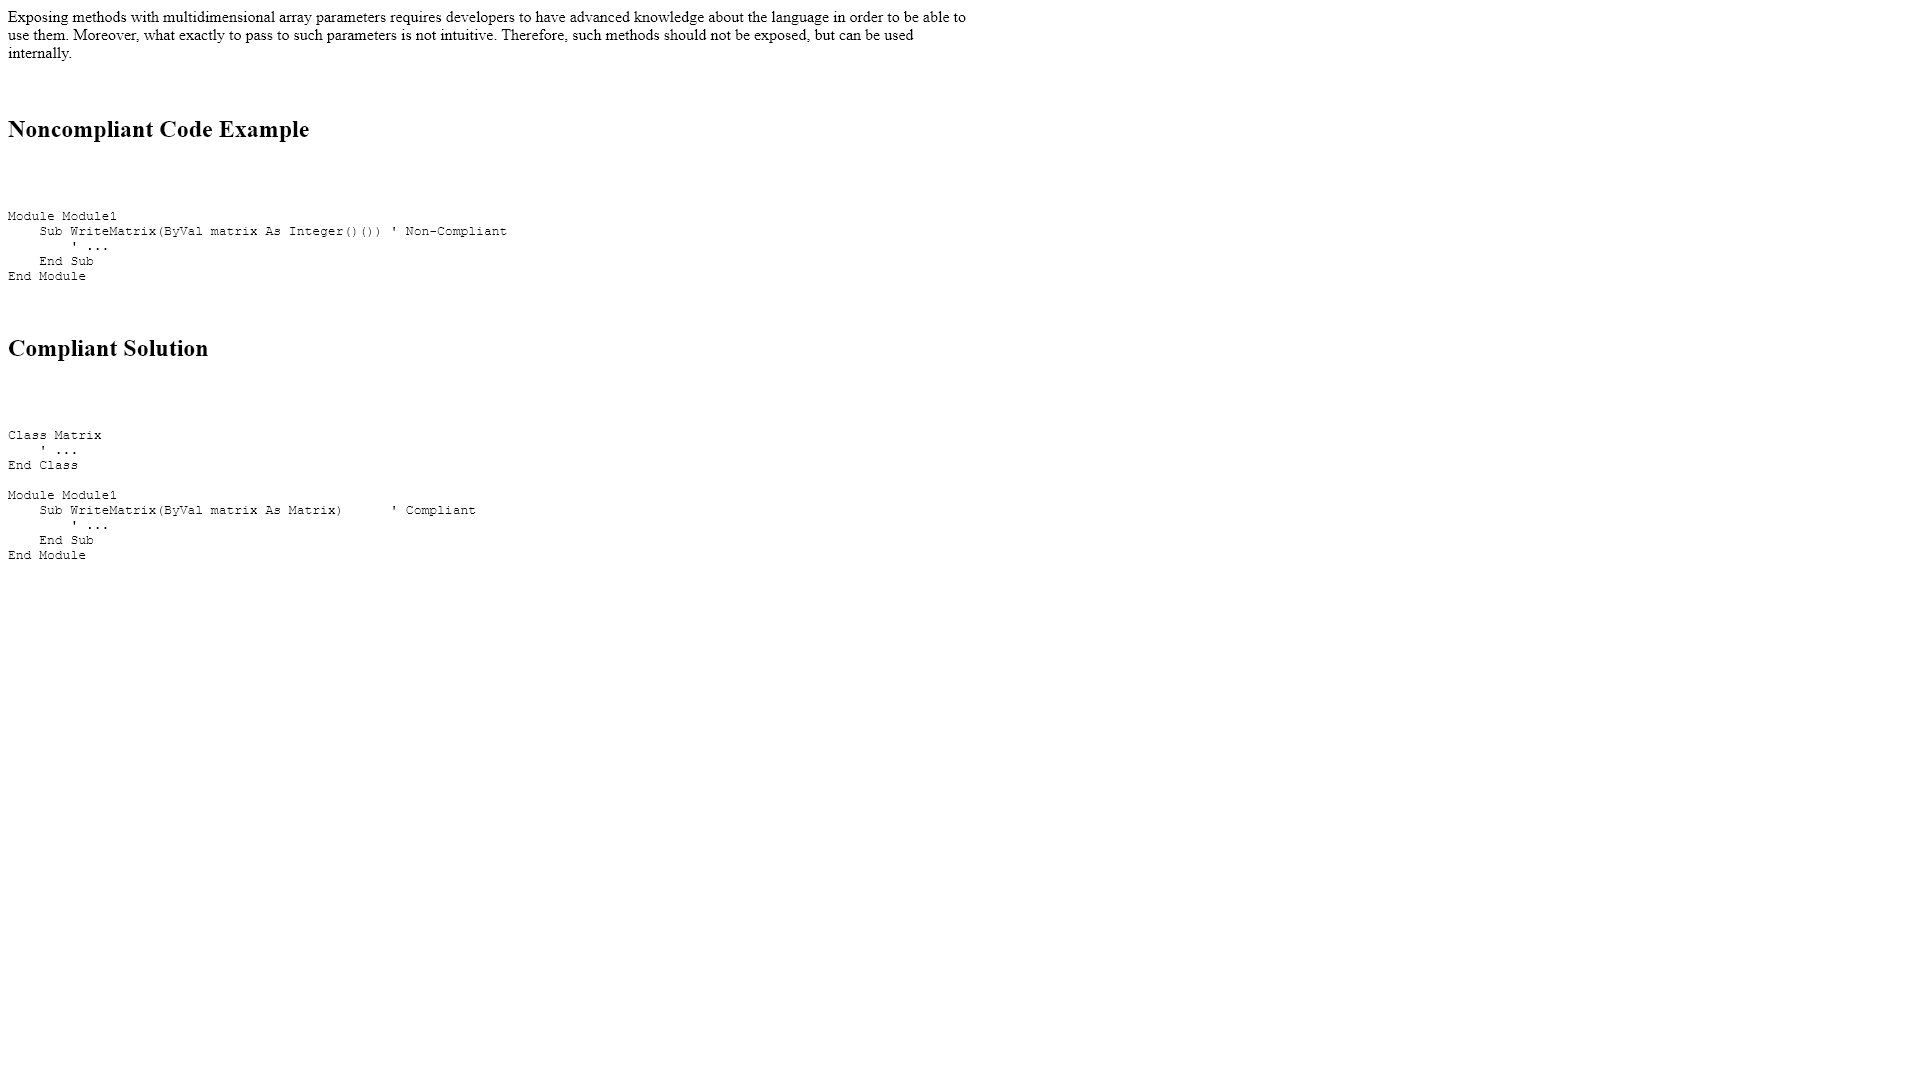 Exposing methods with multidimensional array parameters requires developers to have advanced knowledge about the language in order to be able to
use them. Moreover, what exactly to pass to such parameters is not intuitive. Therefore, such methods should not be exposed, but can be used
internally.
Noncompliant Code Example
Module Module1
    Sub WriteMatrix(ByVal matrix As Integer()()) ' Non-Compliant
        ' ...
    End Sub
End Module
Compliant Solution
Class Matrix
    ' ...
End Class
Module Module1
    Sub WriteMatrix(ByVal matrix As Matrix)      ' Compliant
        ' ...
    End Sub
End Module